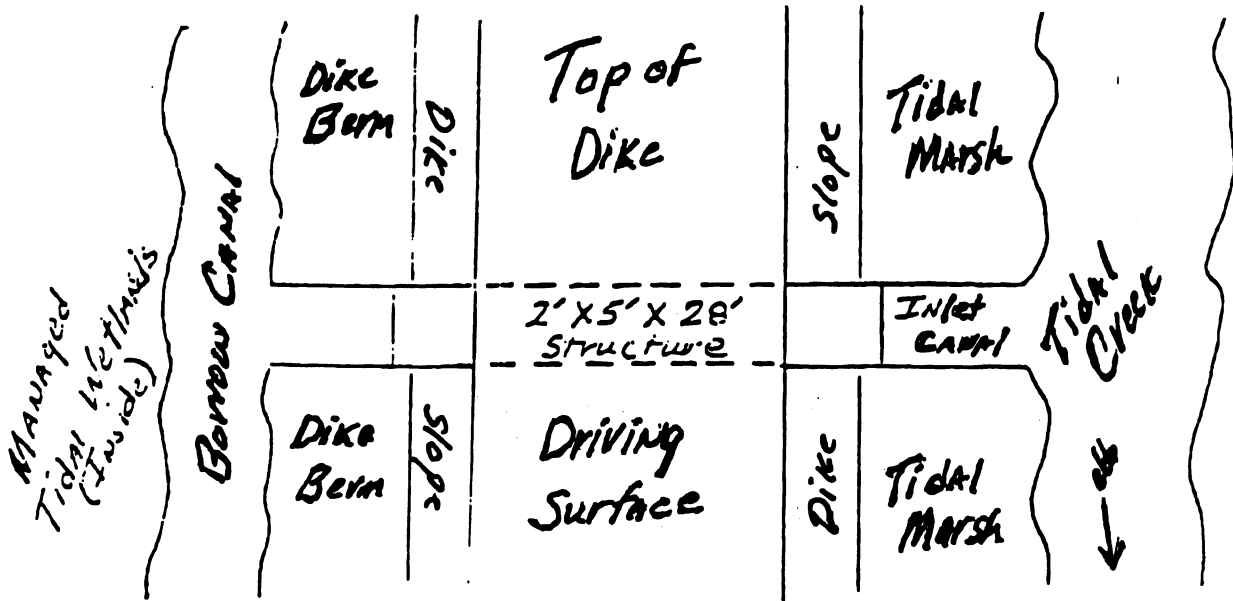 MANAGED
Tidal Wetlands
(Inside)
Borrow CANAl
Dike
Berm
Dike
Top of
Dike
Slope
Tidal
MArsh
2' X 5' X 28'
Structure
INlet
CANAl
Tidal
Creek
Dike
Berm
Slope
Driving
Surface
Dike
Tidal
Marsh